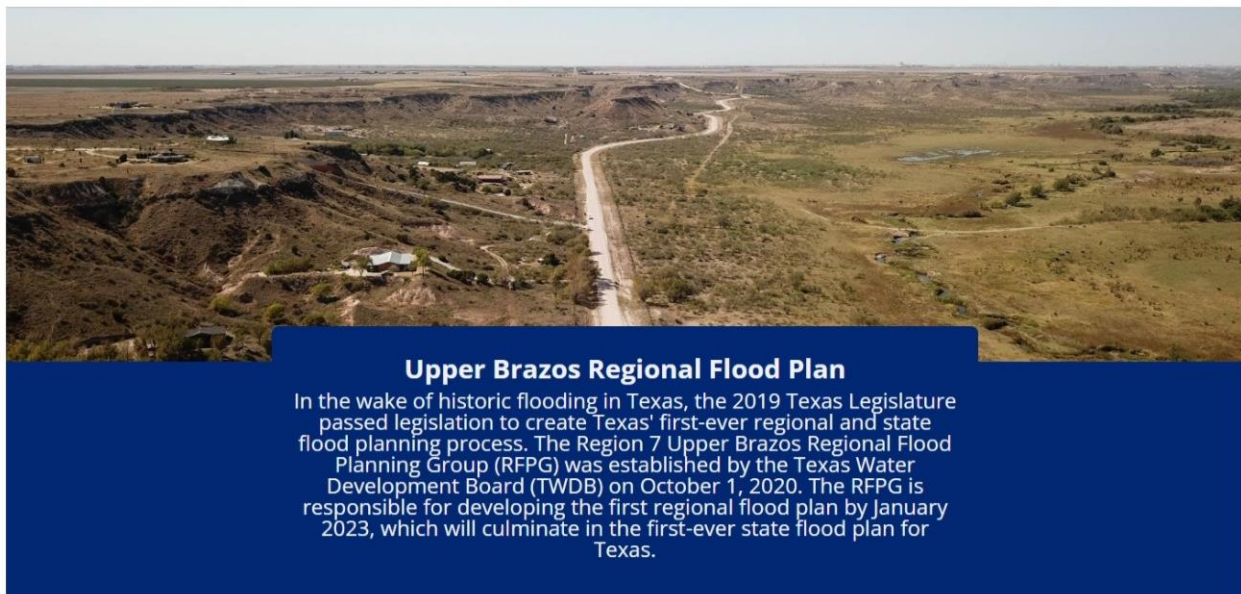 Upper Brazos Regional Flood Plan
In the wake of historic flooding in Texas, the 2019 Texas Legislature
passed legislation to create Texas' first-ever regional and state
flood planning process. The Region 7 Upper Brazos Regional Flood
Planning Group (RFPG) was established by the Texas Water
Development Board (TWDB) on October 1, 2020. The RFPG is
responsible for developing the first regional flood plan by January
2023, which will culminate in the first-ever state flood plan for
Texas.